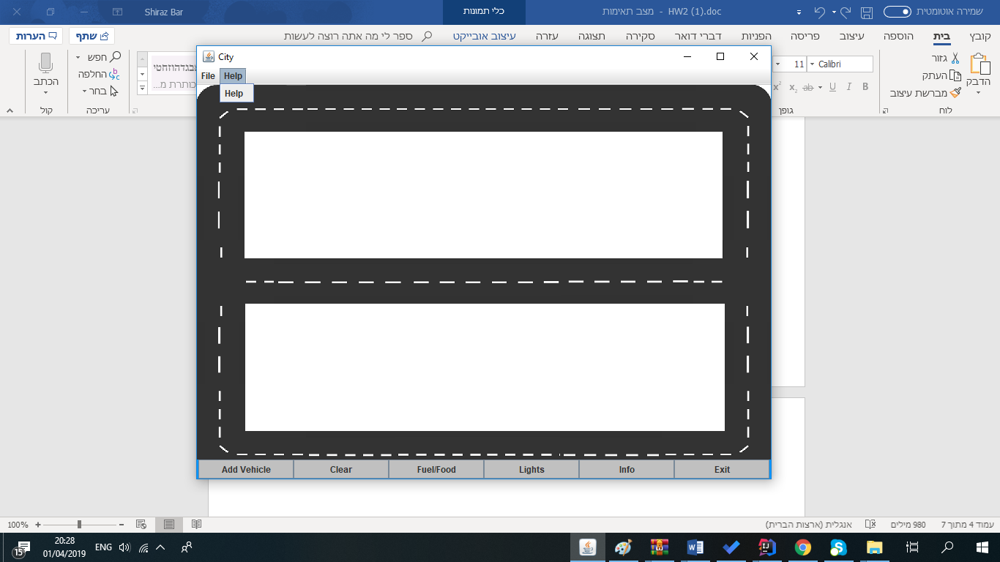 שמירה אוטומטית
HW2 (1).doc - מצב תאימות
כלי תמונות
Shiraz Bar
קובץ
בית
הוספה
עיצוב
פריסה
הפניות
דברי דואר
סקירה
תצוגה
עזרה
עיצוב אובייקט
ספר לי מה אתה רוצה לעשות
שתף
הערות
הדבק
גזור
העתק
מברשת עיצוב
לוח
Calibri
11
B I U ab x₂ x²
גופן
חפש
החלפה
בחר
עריכה
הכתב
קול
City
File Help
Help
Add Vehicle Clear Fuel/Food Lights Info Exit
עמוד 4 מתוך 7
980 מילים
אנגלית (ארצות הברית)
100%
ENG
20:28
01/04/2019
15